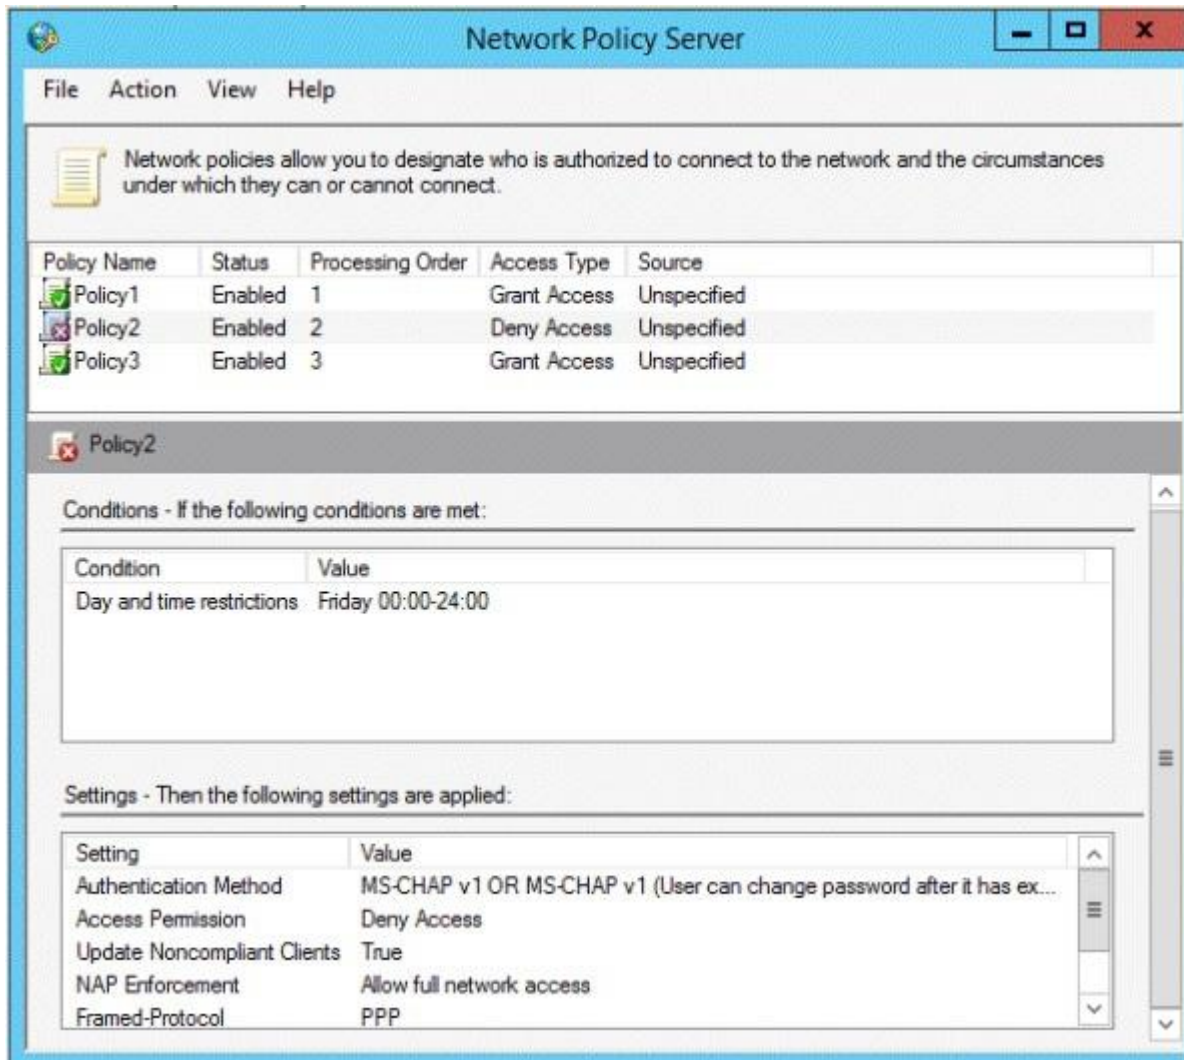 Network Policy Server
File Action View Help
Network policies allow you to designate who is authorized to connect to the network and the circumstances
under which they can or cannot connect.
Policy Name Status Processing Order Access Type Source
Policy1 Enabled 1 Grant Access Unspecified
Policy2 Enabled 2 Deny Access Unspecified
Policy3 Enabled 3 Grant Access Unspecified
Policy2
Conditions - If the following conditions are met:
Condition Value
Day and time restrictions Friday 00:00-24:00
Settings - Then the following settings are applied:
Setting Value
Authentication Method MS-CHAP v1 OR MS-CHAP v1 (User can change password after it has ex...
Access Permission Deny Access
Update Noncompliant Clients True
NAP Enforcement Allow full network access
Framed-Protocol PPP